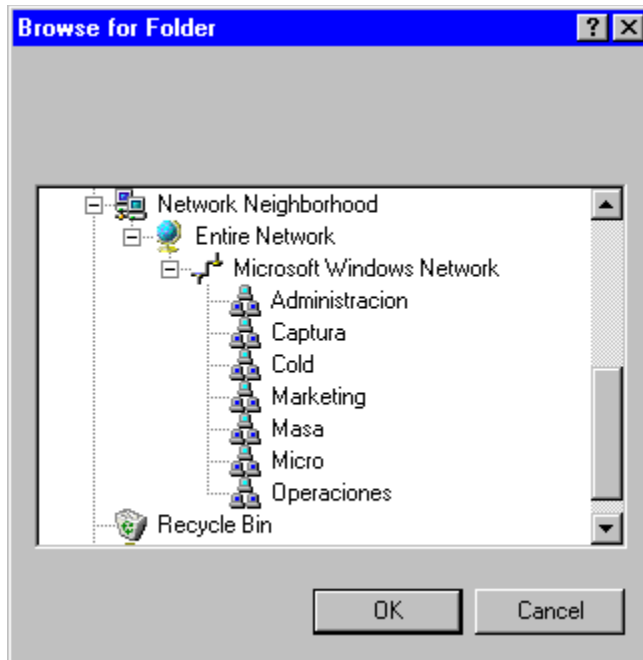 Browse for Folder
Network Neighborhood
Entire Network
Microsoft Windows Network
Administracion
Captura
Cold
Marketing
Masa
Micro
Operaciones
Recycle Bin
OK Cancel